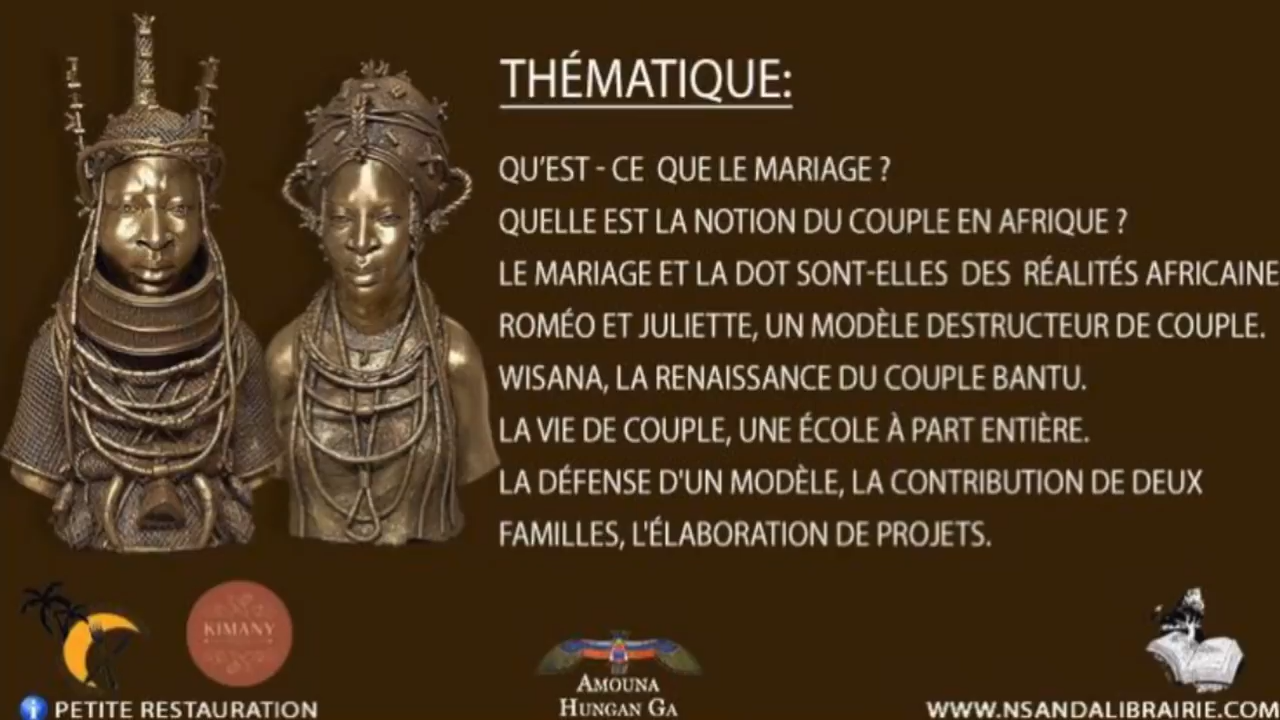 THÉMATIQUE:
QU'EST - CE QUE LE MARIAGE ?
QUELLE EST LA NOTION DU COUPLE EN AFRIQUE ?
LE MARIAGE ET LA DOT SONT-ELLES DES RÉALITÉS AFRICAINE
ROMÉO ET JULIETTE, UN MODÈLE DESTRUCTEUR DE COUPLE.
WISANA, LA RENAISSANCE DU COUPLE BANTU.
LA VIE DE COUPLE, UNE ÉCOLE À PART ENTIÈRE.
LA DÉFENSE D'UN MODÈLE, LA CONTRIBUTION DE DEUX
FAMILLES, L'ÉLABORATION DE PROJETS.
KIMANY
AMOUNA
HUNGAN GA
i PETITE RESTAURATION
WWW.NSANDALIBRAIRIE.COM